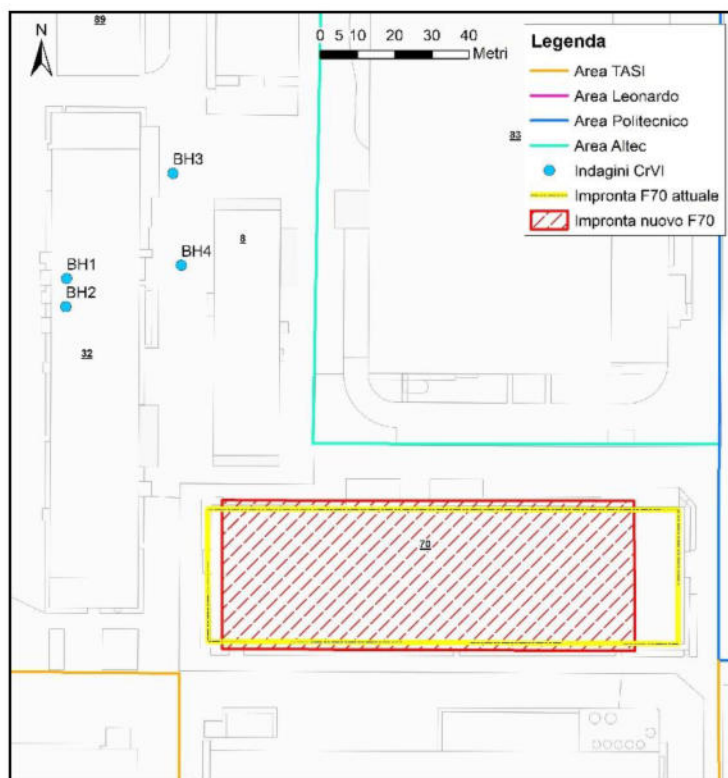 89
N
0 5 10 20 30 40
Metri
Legenda
Area TASI
Area Leonardo
Area Politecnico
Area Altec
Indagini CrVI
Impronta F70 attuale
Impronta nuovo F70
83
BH3
8
BH4
BH1
BH2
32
70